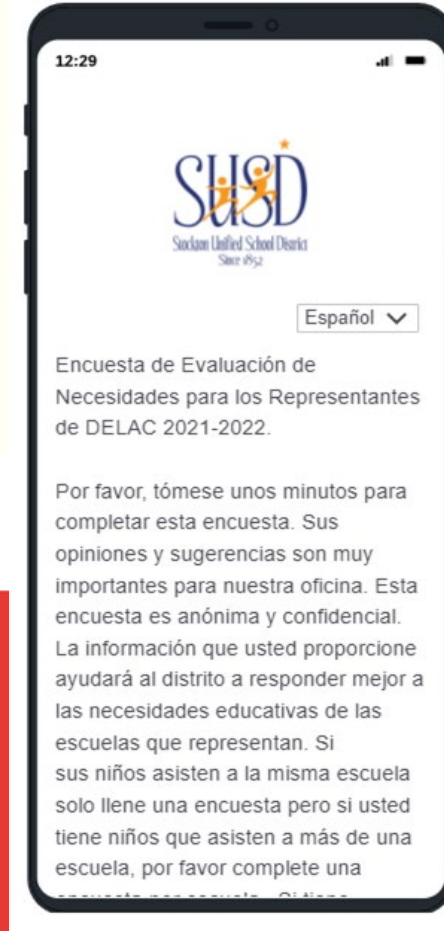 12:29
SUSD
Stockton Unified School District
Since 1852
Español
Encuesta de Evaluación de
Necesidades para los Representantes
de DELAC 2021-2022.
Por favor, tómese unos minutos para
completar esta encuesta. Sus
opiniones y sugerencias son muy
importantes para nuestra oficina. Esta
encuesta es anónima y confidencial.
La información que usted proporcione
ayudará al distrito a responder mejor a
las necesidades educativas de las
escuelas que representan. Si
sus niños asisten a la misma escuela
solo llene una encuesta pero si usted
tiene niños que asisten a más de una
escuela, por favor complete una